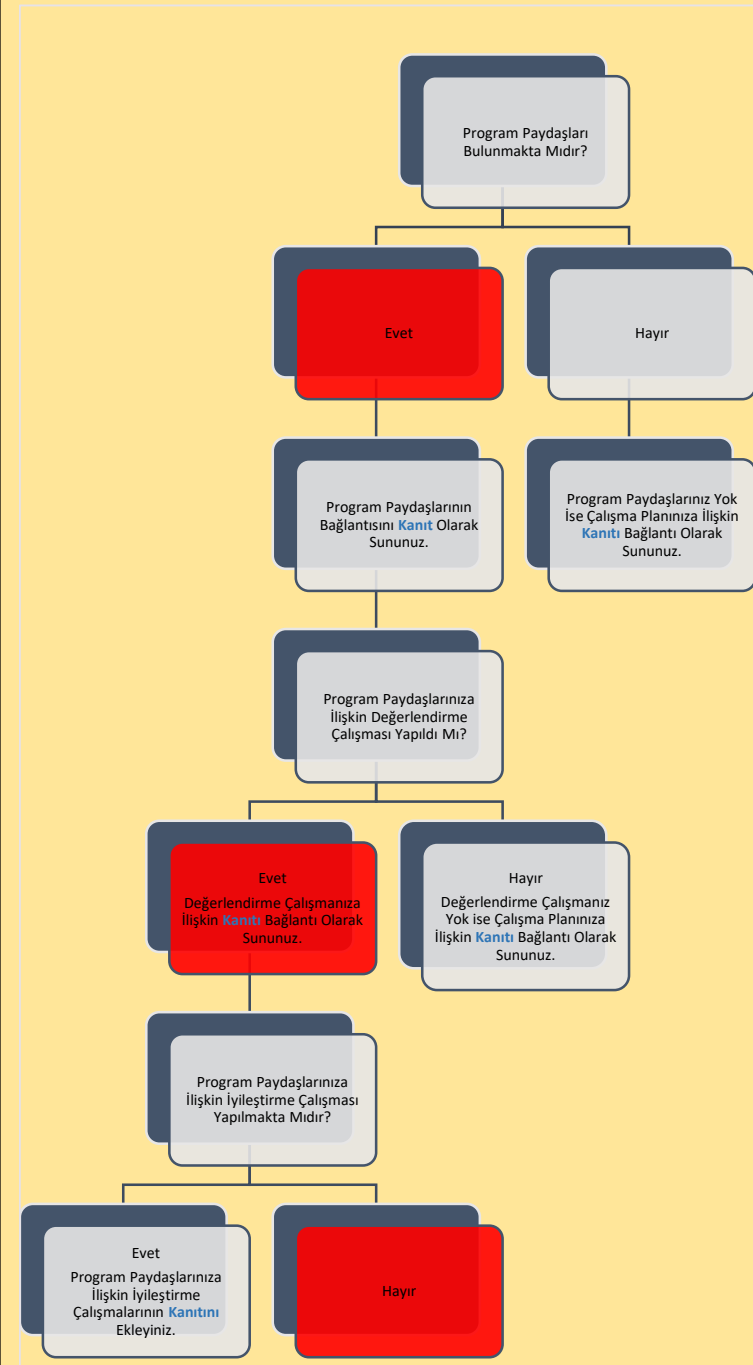 Program Paydaşları
Bulunmakta Mıdır?
Evet
Hayır
Program Paydaşlarının
Bağlantısını Kanıt Olarak
Sununuz.
Program Paydaşlarınız Yok
İse Çalışma Planınıza İlişkin
Kanıtı Bağlantı Olarak
Sununuz.
Program Paydaşlarınıza
İlişkin Değerlendirme
Çalışması Yapıldı Mı?
Evet
Değerlendirme Çalışmanıza
İlişkin Kanıtı Bağlantı Olarak
Sununuz.
Hayır
Değerlendirme Çalışmanız
Yok ise Çalışma Planınıza
İlişkin Kanıtı Bağlantı Olarak
Sununuz.
Program Paydaşlarınıza
İlişkin İyileştirme Çalışması
Yapılmakta Mıdır?
Evet
Program Paydaşlarınıza
İlişkin İyileştirme
Çalışmalarının Kanıtını
Ekleyiniz.
Hayır